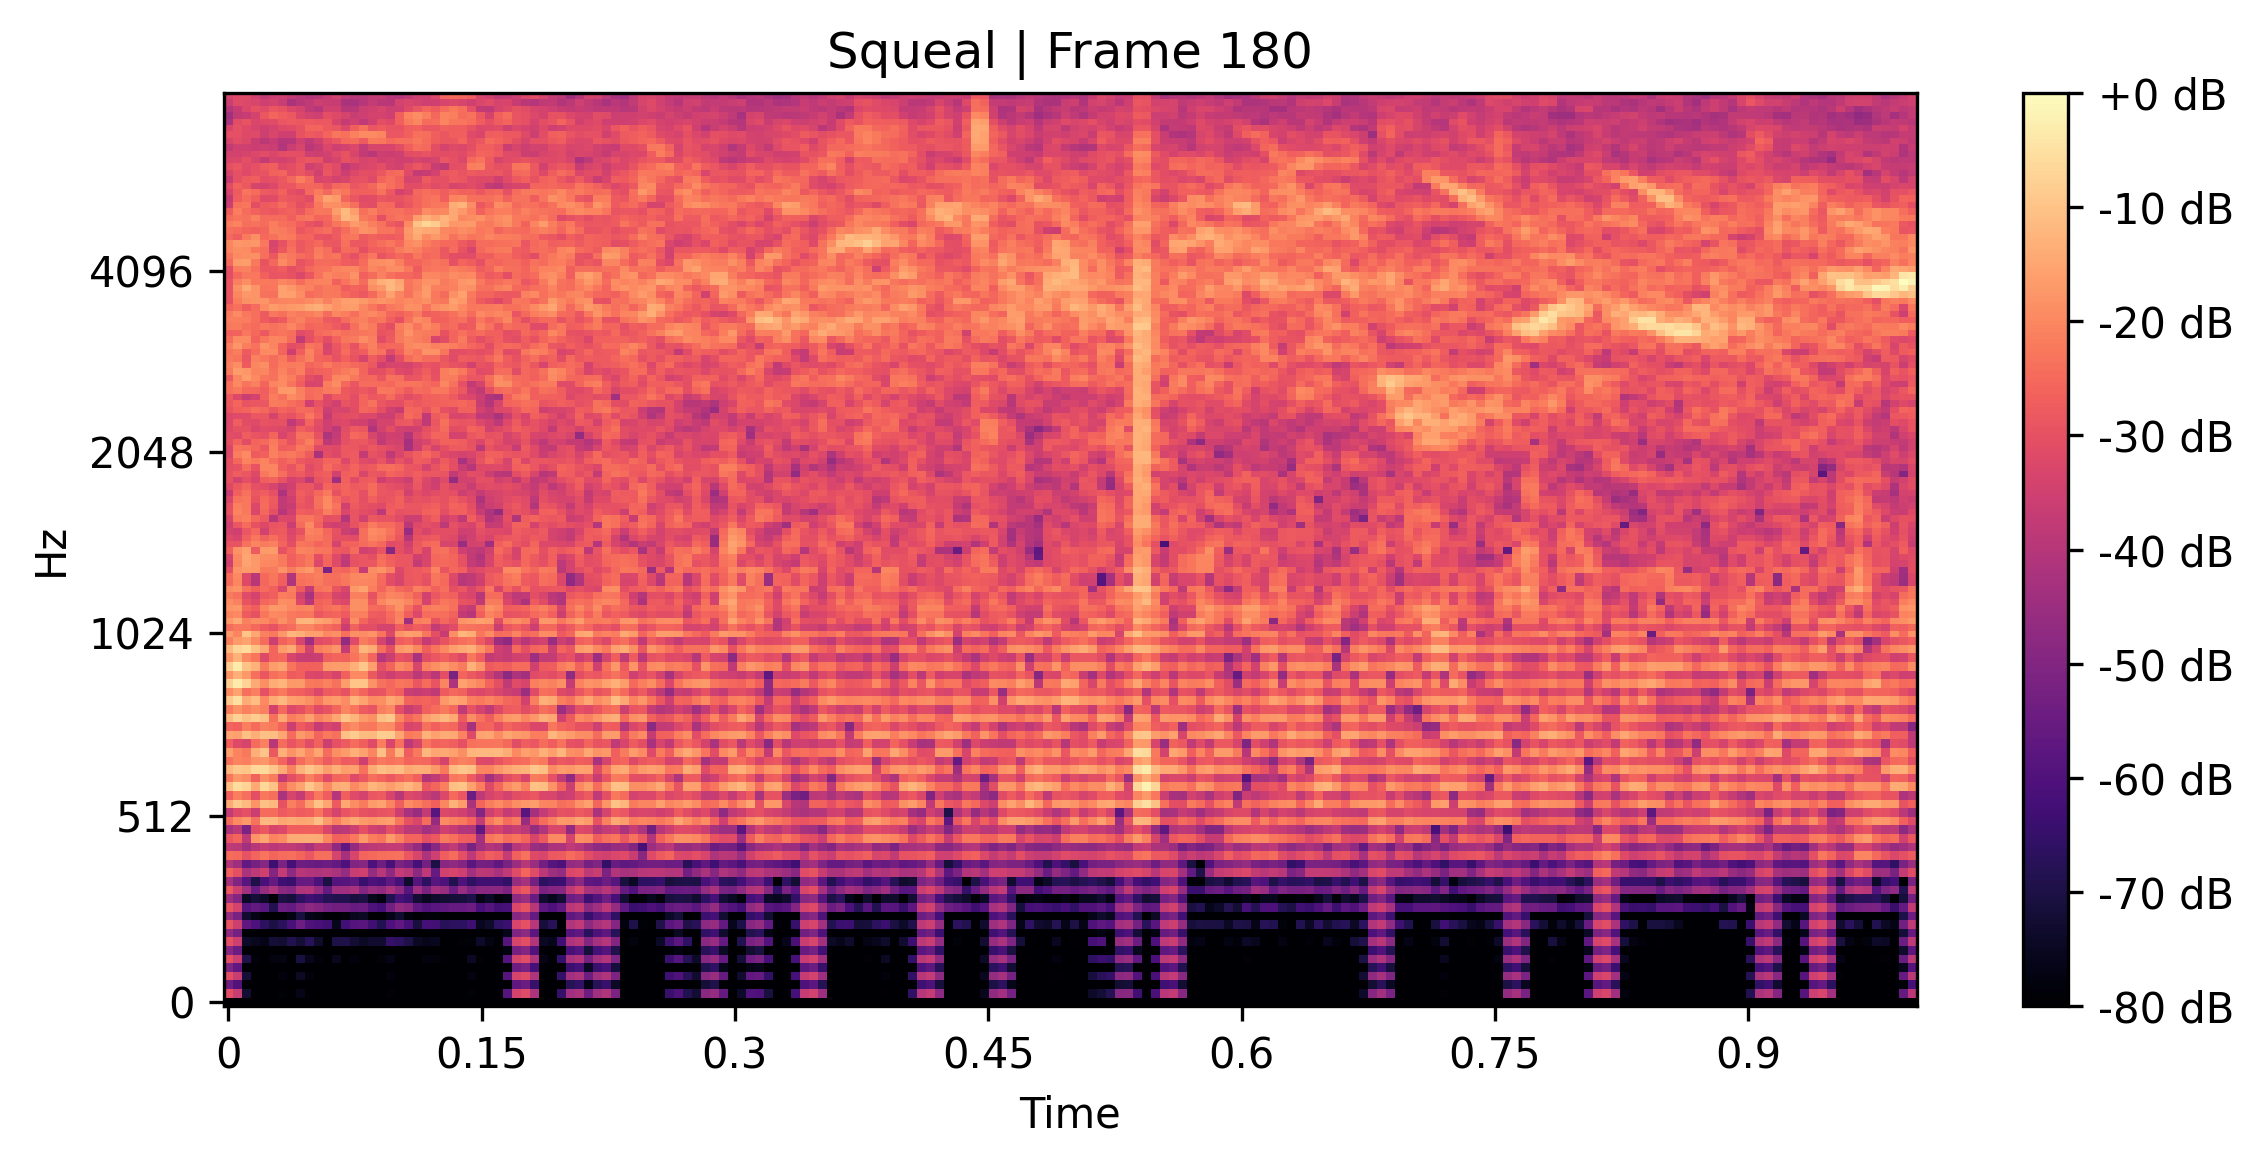 Squeal | Frame 180
+0 dB
-10 dB
-20 dB
-30 dB
-40 dB
-50 dB
-60 dB
-70 dB
-80 dB
4096
2048
1024
512
0
Hz
0 0.15 0.3 0.45 0.6 0.75 0.9
Time